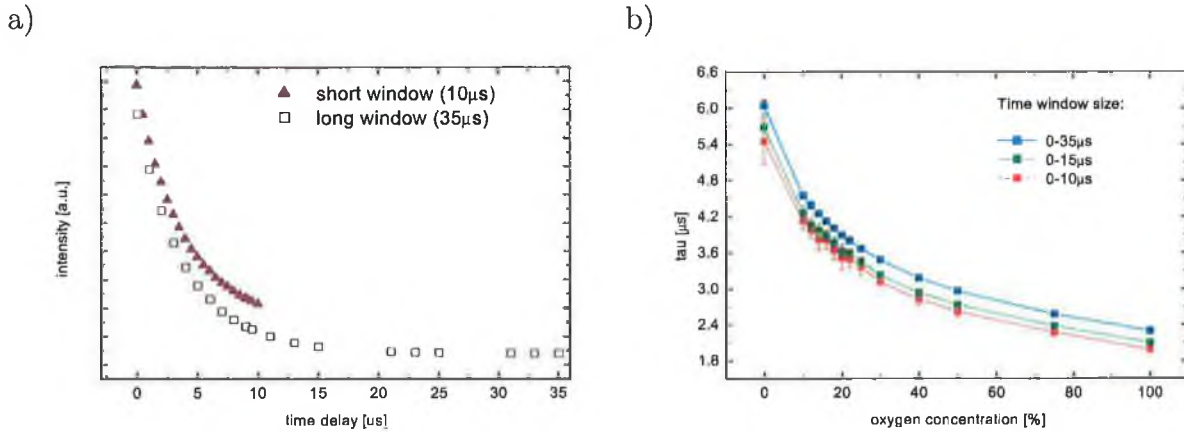 a)
b)
short window (10µs)
long window (35µs)
intensity [a.u.]
0 5 10 15 20 25 30 35
time delay [us]
Time window size:
0-35µs
0-15µs
0-10µs
tau [µs]
6.6
6.0
5.4
4.8
4.2
3.6
3.0
2.4
1.8
0 20 40 60 80 100
oxygen concentration [%]